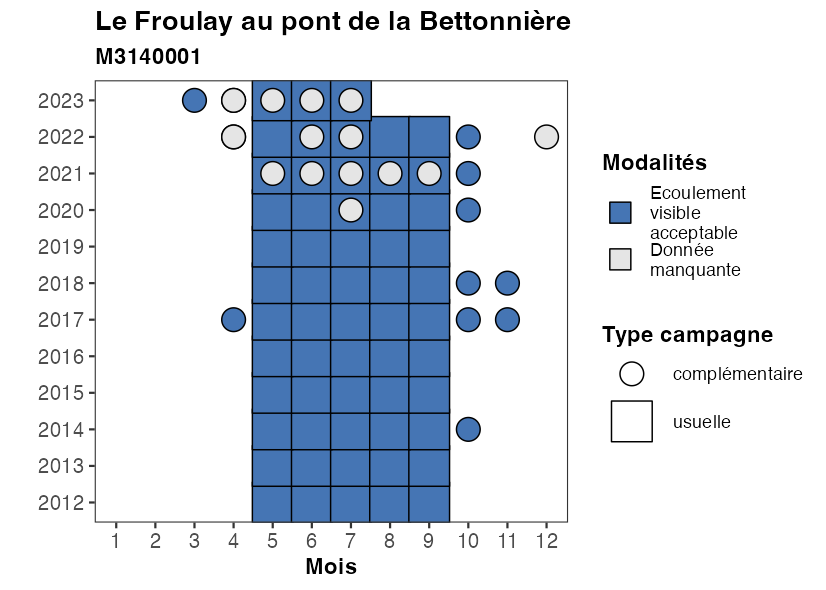 Le Froulay au pont de la Bettonnière
M3140001
2023
2022
2021
2020
2019
2018
2017
2016
2015
2014
2013
2012
1 2 3 4 5 6 7 8 9 10 11 12
Mois
Modalités
Ecoulement
visible
acceptable
Donnée
manquante
Type campagne
complémentaire
usuelle